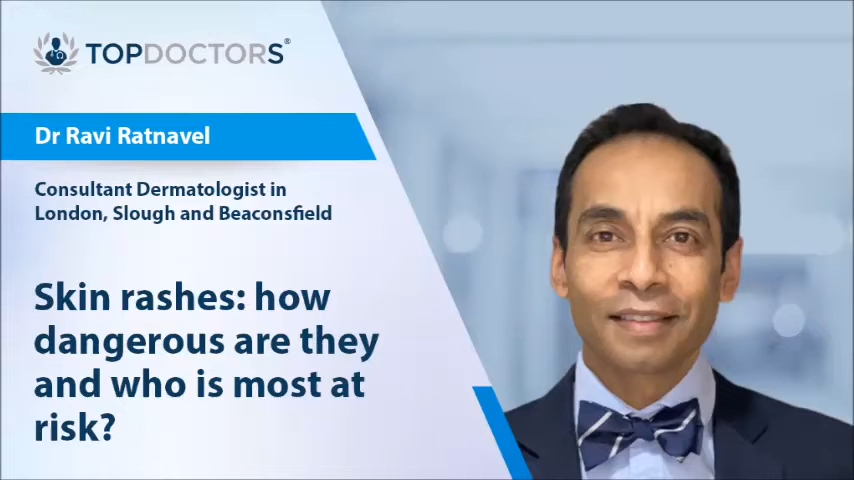 TOPDOCTORS®
Dr Ravi Ratnavel
Consultant Dermatologist in
London, Slough and Beaconsfield
Skin rashes: how
dangerous are they
and who is most at
risk?